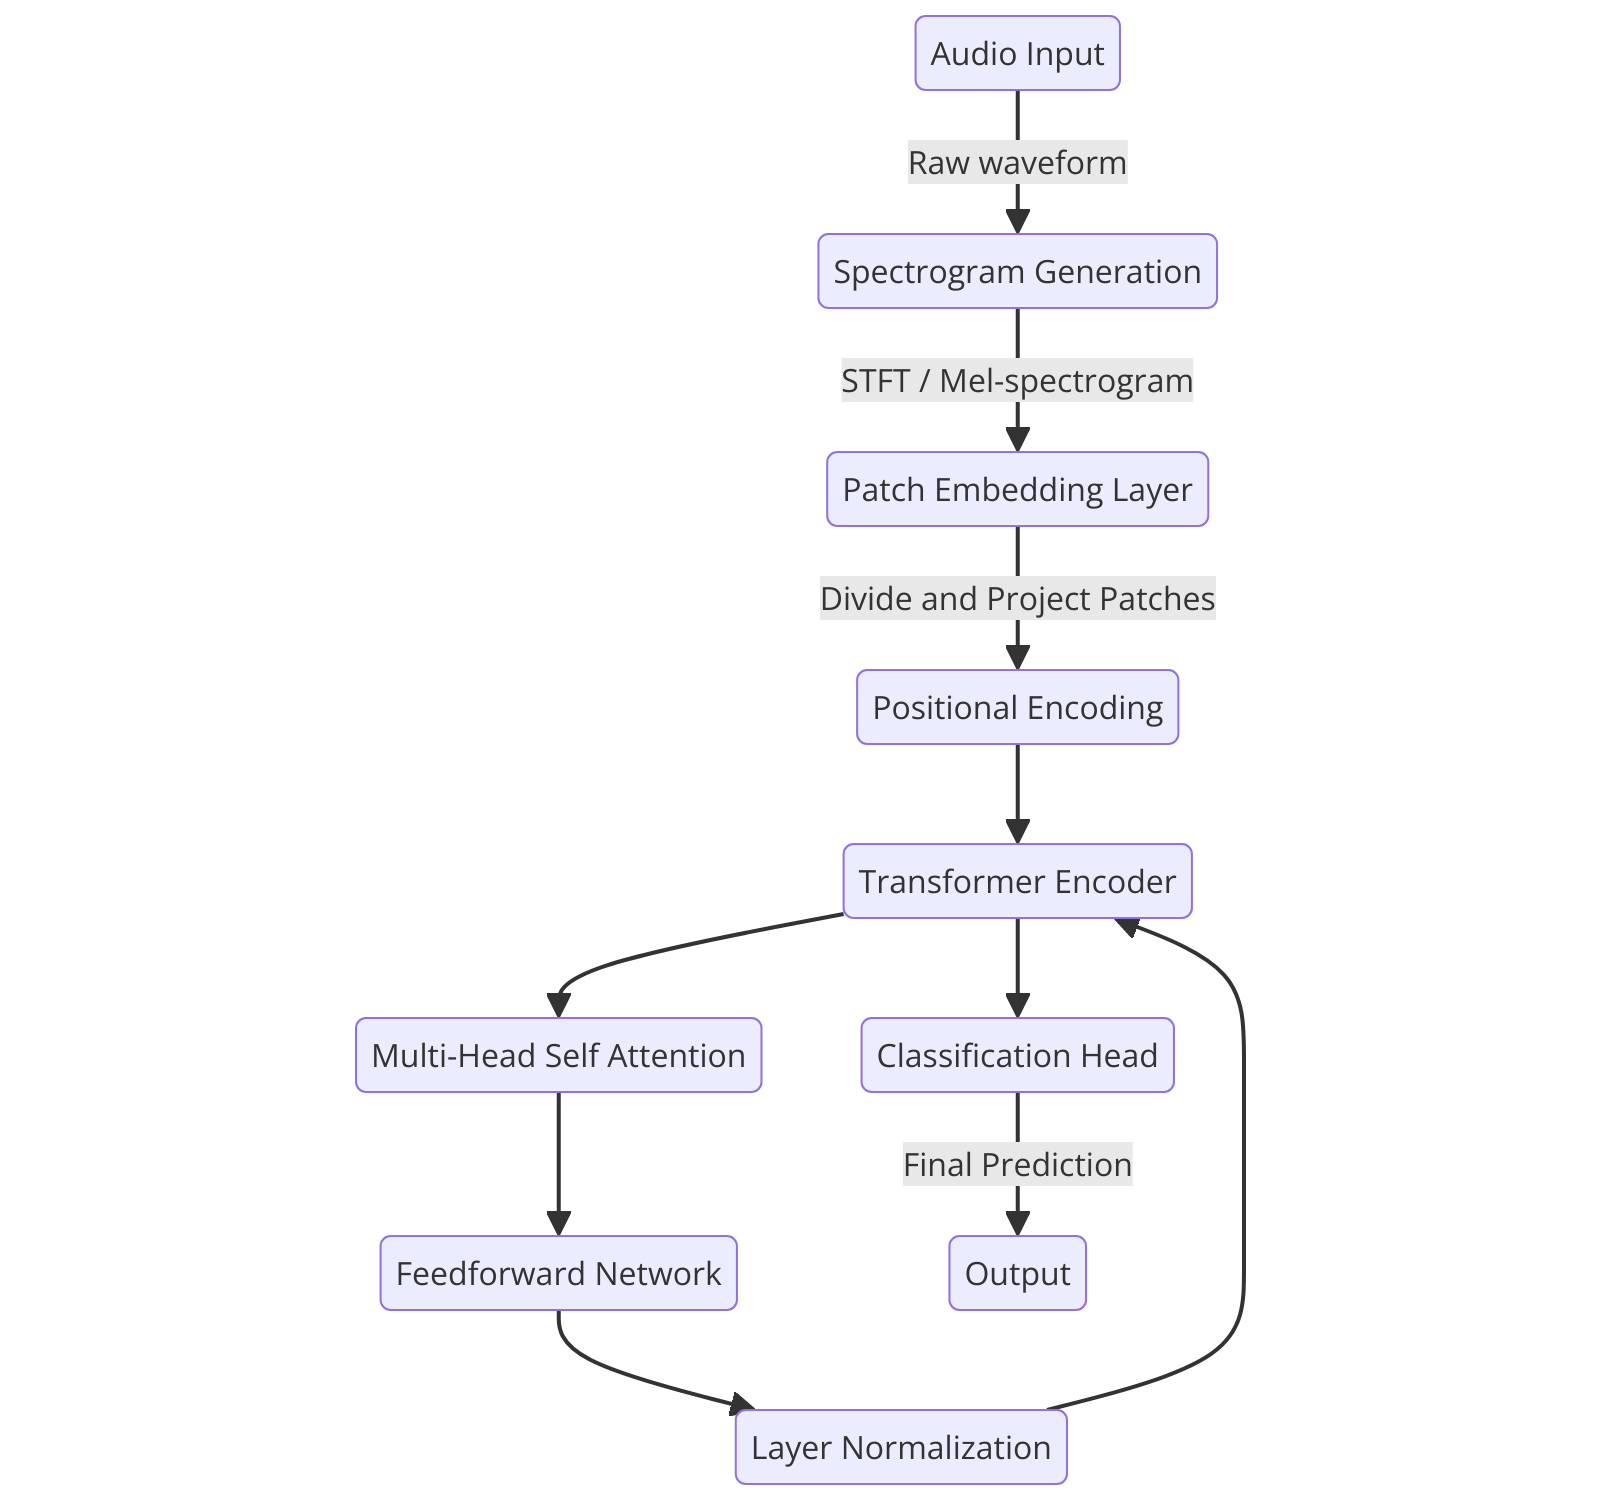 Audio Input
Raw waveform
Spectrogram Generation
STFT / Mel-spectrogram
Patch Embedding Layer
Divide and Project Patches
Positional Encoding
Transformer Encoder
Multi-Head Self Attention
Classification Head
Final Prediction
Feedforward Network
Output
Layer Normalization